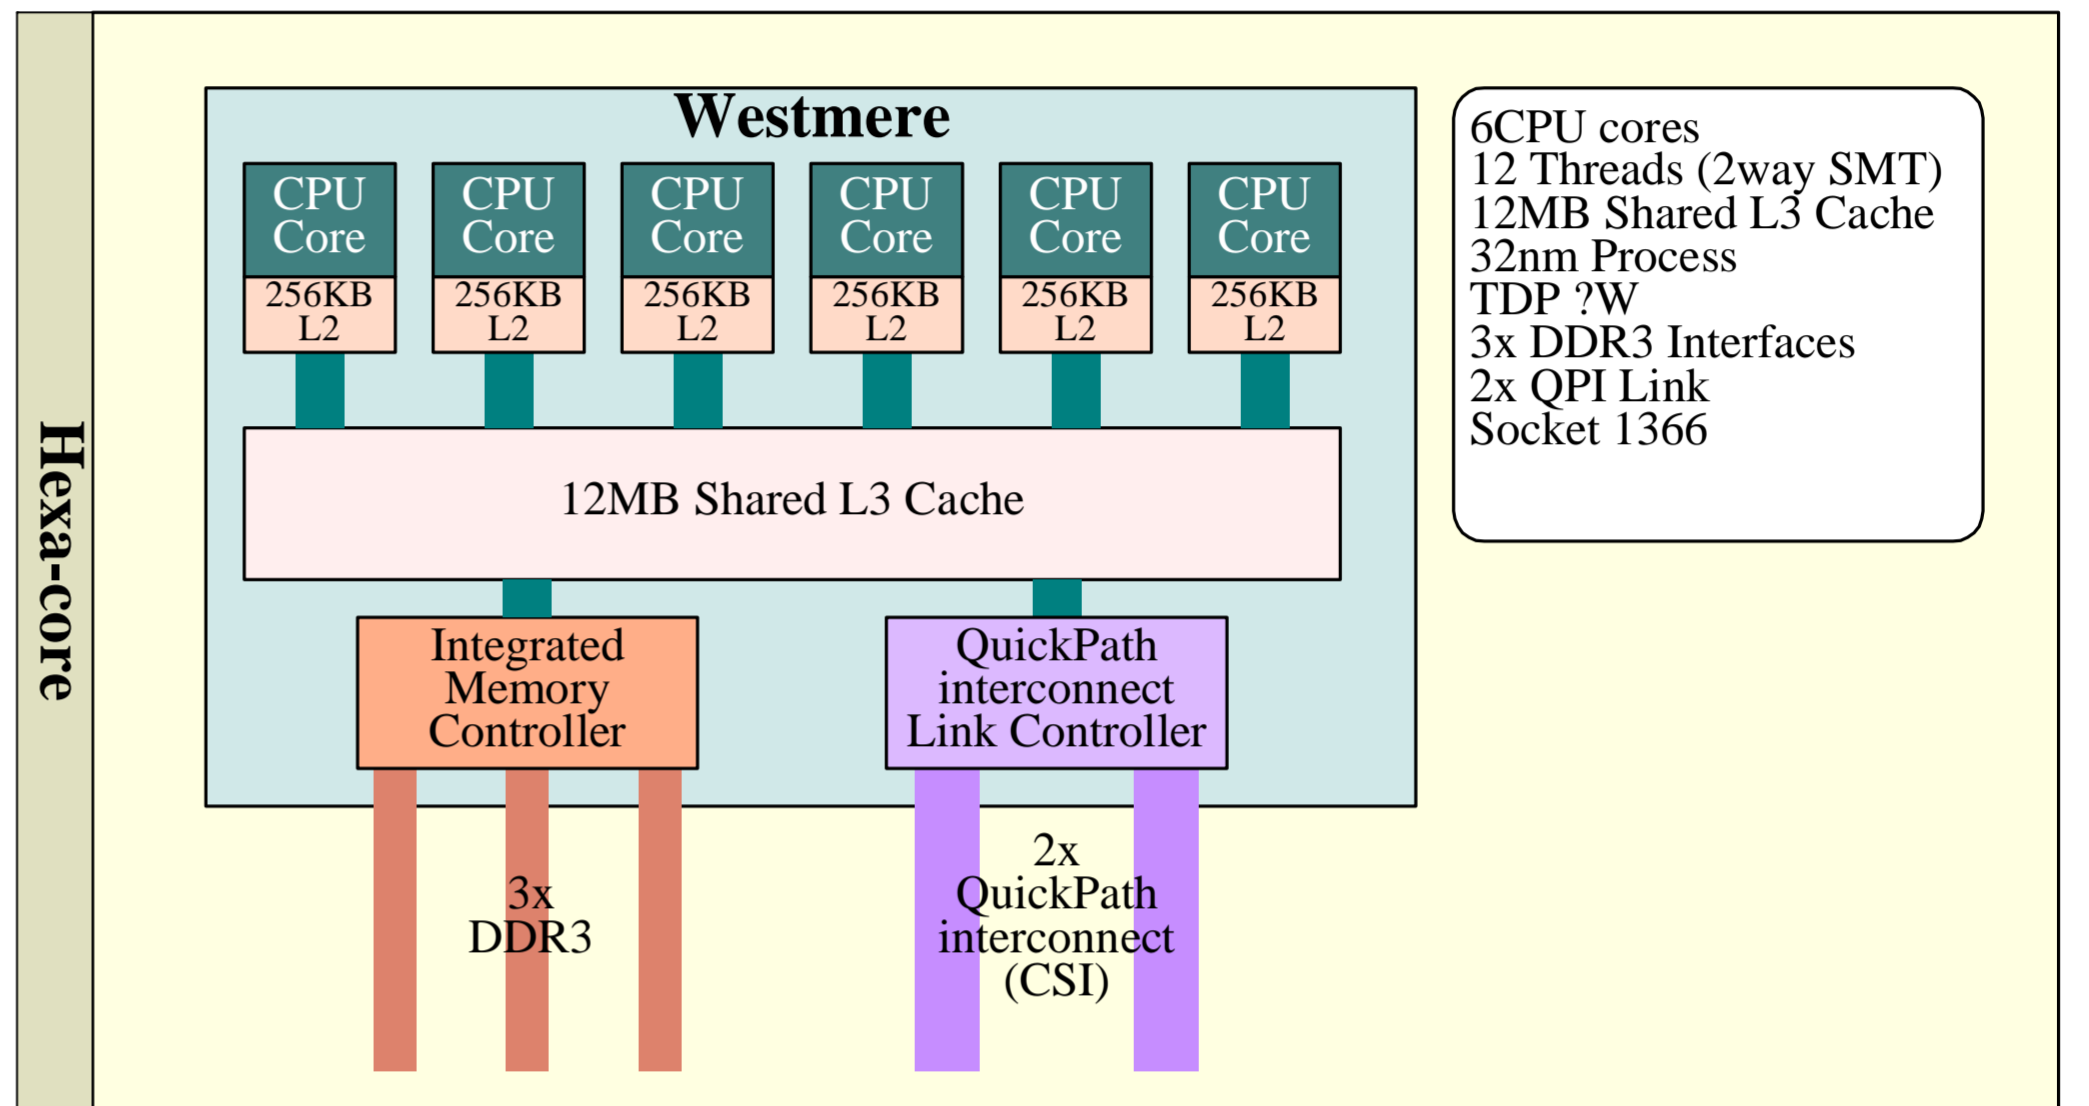 Hexa-core
Westmere
CPU
Core
256KB
L2
CPU
Core
256KB
L2
CPU
Core
256KB
L2
CPU
Core
256KB
L2
CPU
Core
256KB
L2
CPU
Core
256KB
L2
12MB Shared L3 Cache
Integrated
Memory
Controller
QuickPath
interconnect
Link Controller
3x
DDR3
2x
QuickPath
interconnect
(CSI)
6CPU cores
12 Threads (2way SMT)
12MB Shared L3 Cache
32nm Process
TDP ?W
3x DDR3 Interfaces
2x QPI Link
Socket 1366